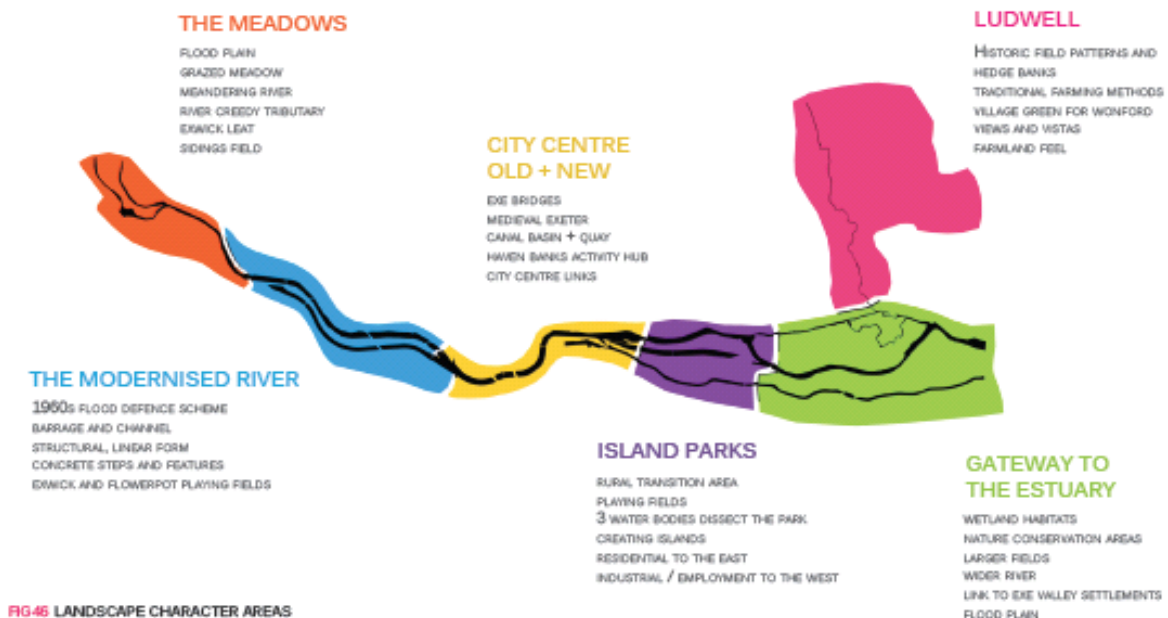 THE MEADOWS
FLOOD PLAIN
GRAZED MEADOW
MEANDERING RIVER
RIVER CREEDY TRIBUTARY
EXWICK LEAT
SIDINGS FIELD
LUDWELL
HISTORIC FIELD PATTERNS AND
HEDGE BANKS
TRADITIONAL FARMING METHODS
VILLAGE GREEN FOR WONFORD
VIEWS AND VISTAS
FARMLAND FEEL
CITY CENTRE
OLD + NEW
EXE BRIDGES
MEDIEVAL EXETER
CANAL BASIN + QUAY
HAVEN BANKS ACTIVITY HUB
CITY CENTRE LINKS
THE MODERNISED RIVER
1960S FLOOD DEFENCE SCHEME
BARRAGE AND CHANNEL
STRUCTURAL, LINEAR FORM
CONCRETE STEPS AND FEATURES
EXWICK AND FLOWERPOT PLAYING FIELDS
ISLAND PARKS
RURAL TRANSITION AREA
PLAYING FIELDS
3 WATER BODIES DISSECT THE PARK
CREATING ISLANDS
RESIDENTIAL TO THE EAST
INDUSTRIAL / EMPLOYMENT TO THE WEST
GATEWAY TO
THE ESTUARY
WETLAND HABITATS
NATURE CONSERVATION AREAS
LARGER FIELDS
WIDER RIVER
LINK TO EXE VALLEY SETTLEMENTS
FLOOD PLAIN
FIG46 LANDSCAPE CHARACTER AREAS